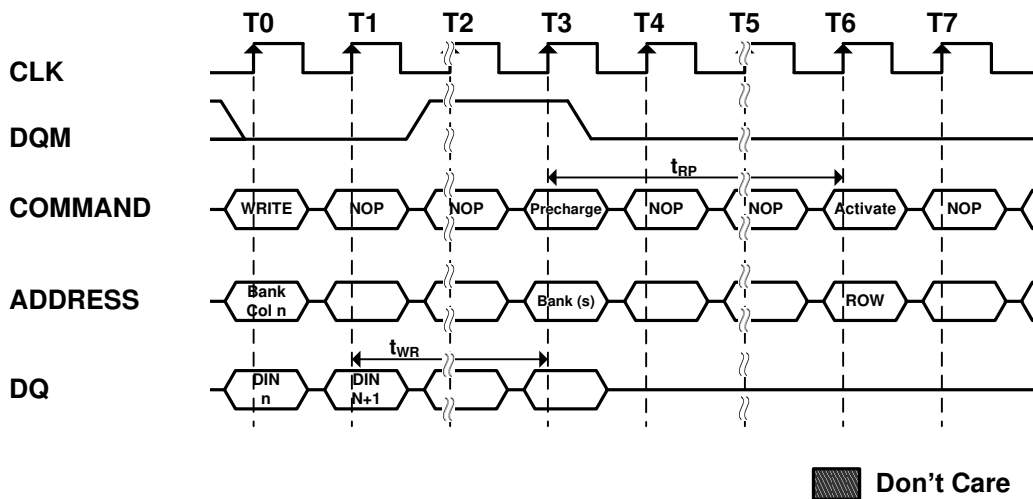 T0 T1 T2 T3 T4 T5 T6 T7
CLK
DQM
tRP
COMMAND WRITE NOP NOP Precharge NOP NOP Activate NOP
ADDRESS Bank Col n Bank (s) ROW
tWR
DQ DIN n DIN N+1
Don't Care